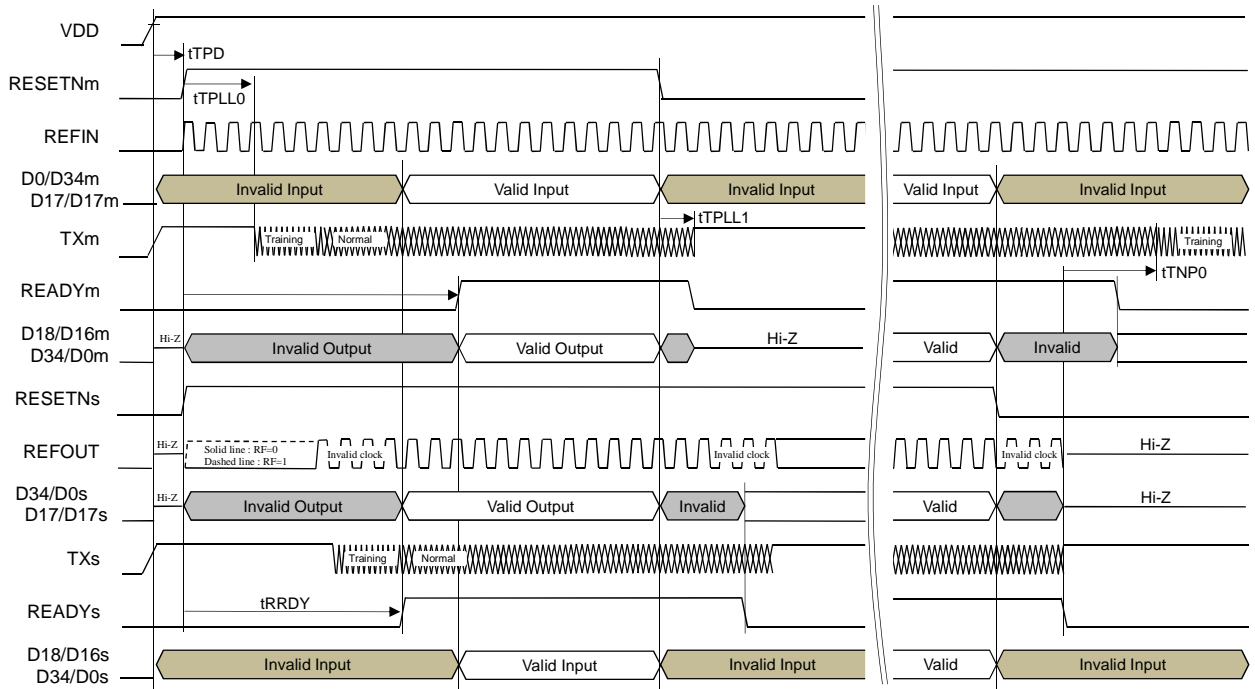 VDD
tTPD
RESETNm
tTPLL0
REFIN
D0/D34m
D17/D17m
Invalid Input
Valid Input
Invalid Input
Valid Input
Invalid Input
tTPLL1
TXm
Training
Normal
Training
tTNP0
READYm
D18/D16m
D34/D0m
Hi-Z
Invalid Output
Valid Output
Hi-Z
Valid
Invalid
RESETNs
REFOUT
Hi-Z
Solid line : RF=0
Dashed line : RF=1
Invalid clock
Invalid clock
Invalid clock
Hi-Z
D34/D0s
D17/D17s
Hi-Z
Invalid Output
Valid Output
Invalid
Valid
Hi-Z
TXs
Training
Normal
READYs
tRRDY
D18/D16s
D34/D0s
Invalid Input
Valid Input
Invalid Input
Valid
Invalid Input